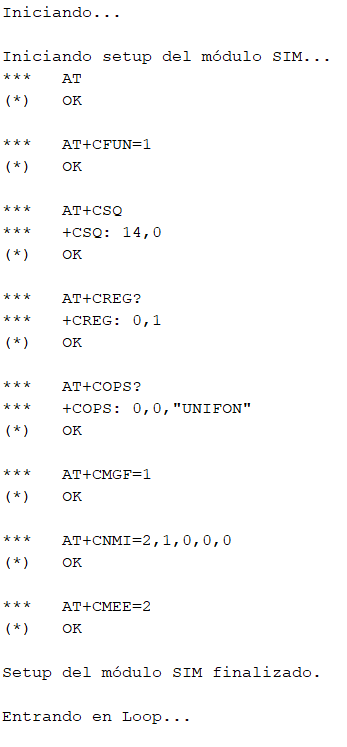 Iniciando...
Iniciando setup del módulo SIM...
***   AT
(*)   OK
***   AT+CFUN=1
(*)   OK
***   AT+CSQ
***   +CSQ: 14,0
(*)   OK
***   AT+CREG?
***   +CREG: 0,1
(*)   OK
***   AT+COPS?
***   +COPS: 0,0,"UNIFON"
(*)   OK
***   AT+CMGF=1
(*)   OK
***   AT+CNMI=2,1,0,0,0
(*)   OK
***   AT+CMEE=2
(*)   OK
Setup del módulo SIM finalizado.
Entrando en Loop...